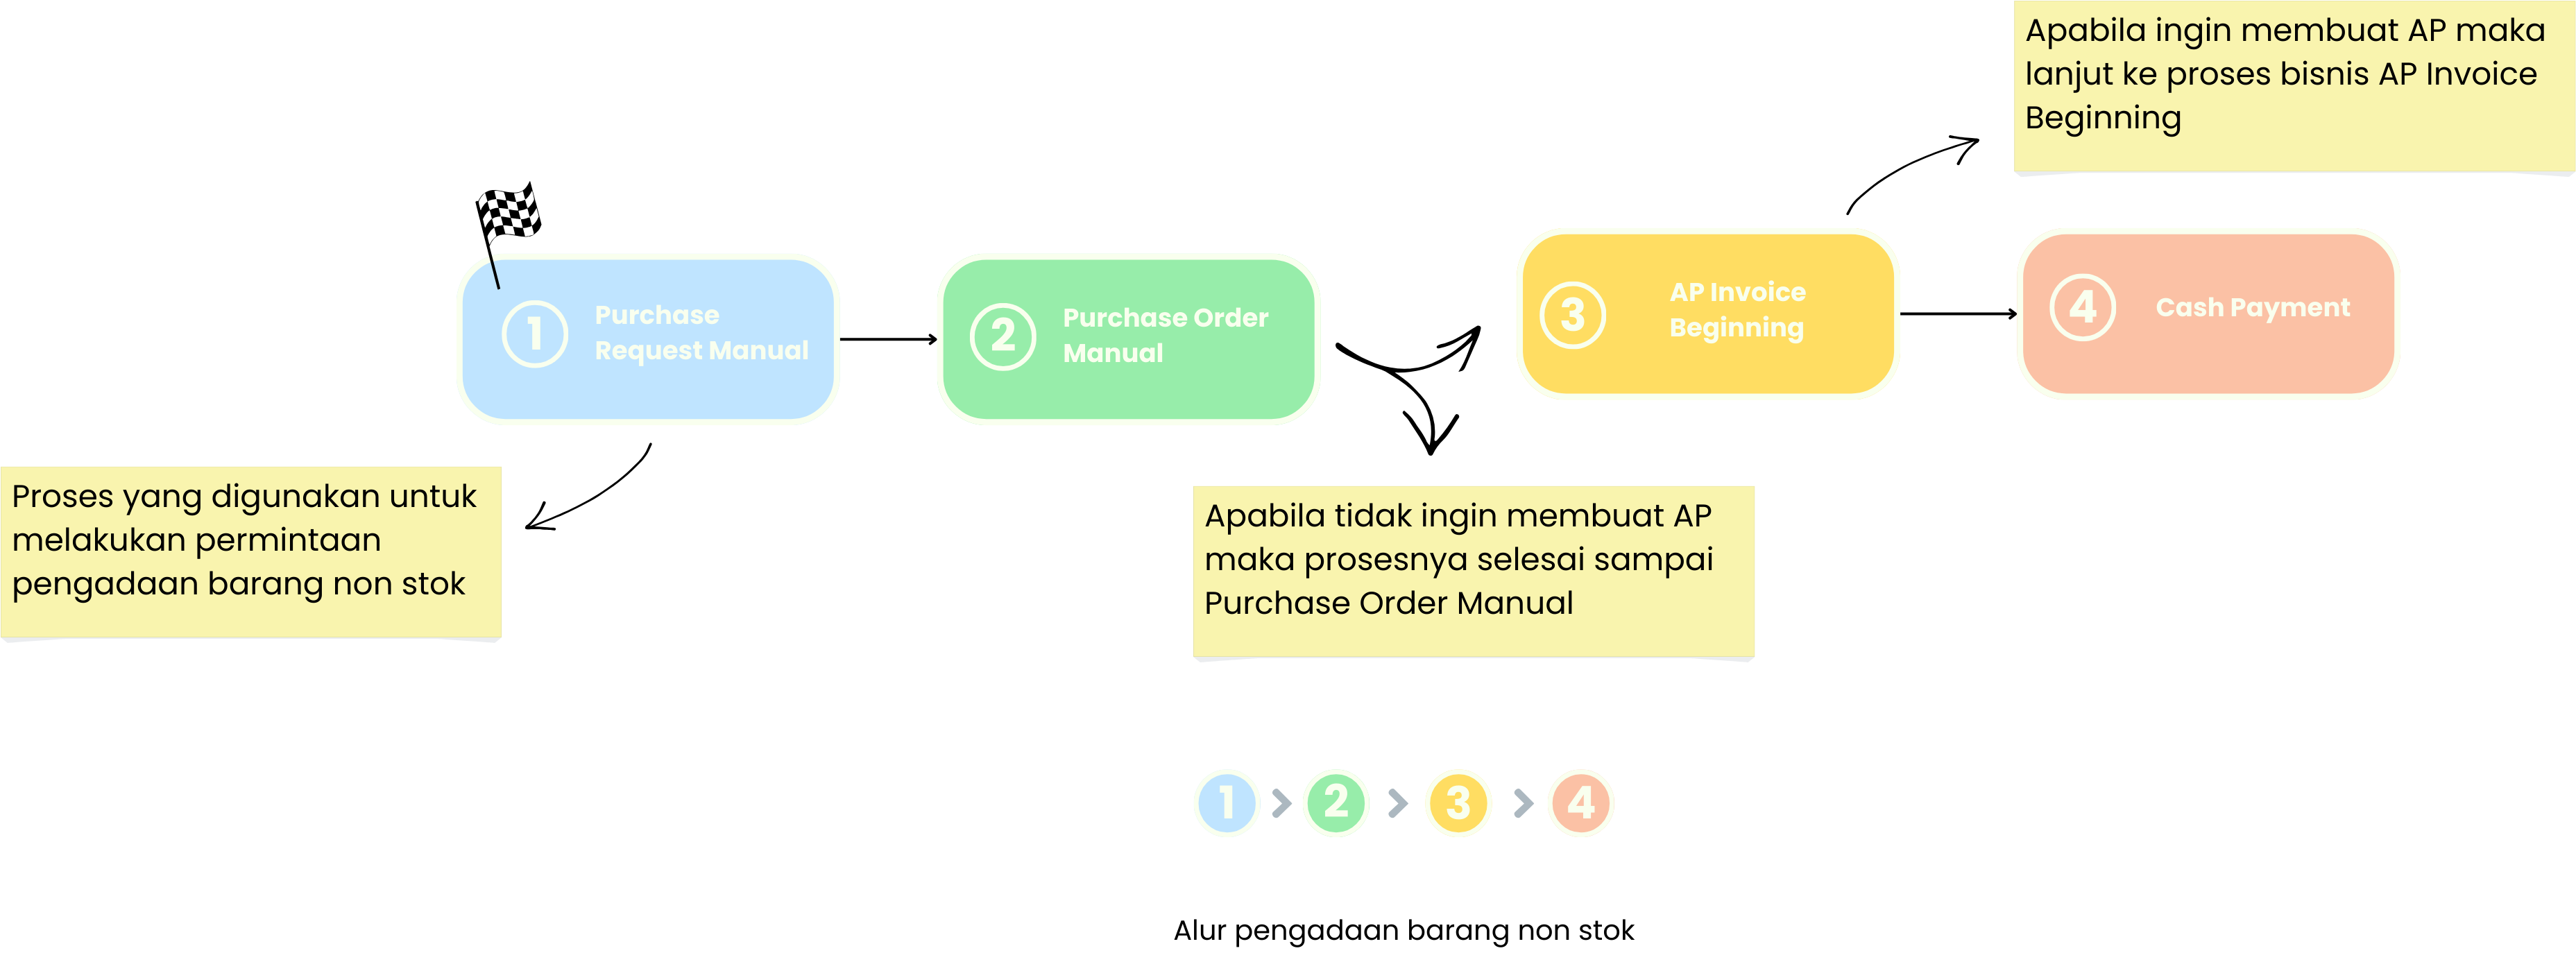 Apabila ingin membuat AP maka
lanjut ke proses bisnis AP Invoice
Beginning
1
Purchase
Request Manual
2
Purchase Order
Manual
3
AP Invoice
Beginning
4
Cash Payment
Proses yang digunakan untuk
melakukan permintaan
pengadaan barang non stok
Apabila tidak ingin membuat AP
maka prosesnya selesai sampai
Purchase Order Manual
1 2 3 4
Alur pengadaan barang non stok